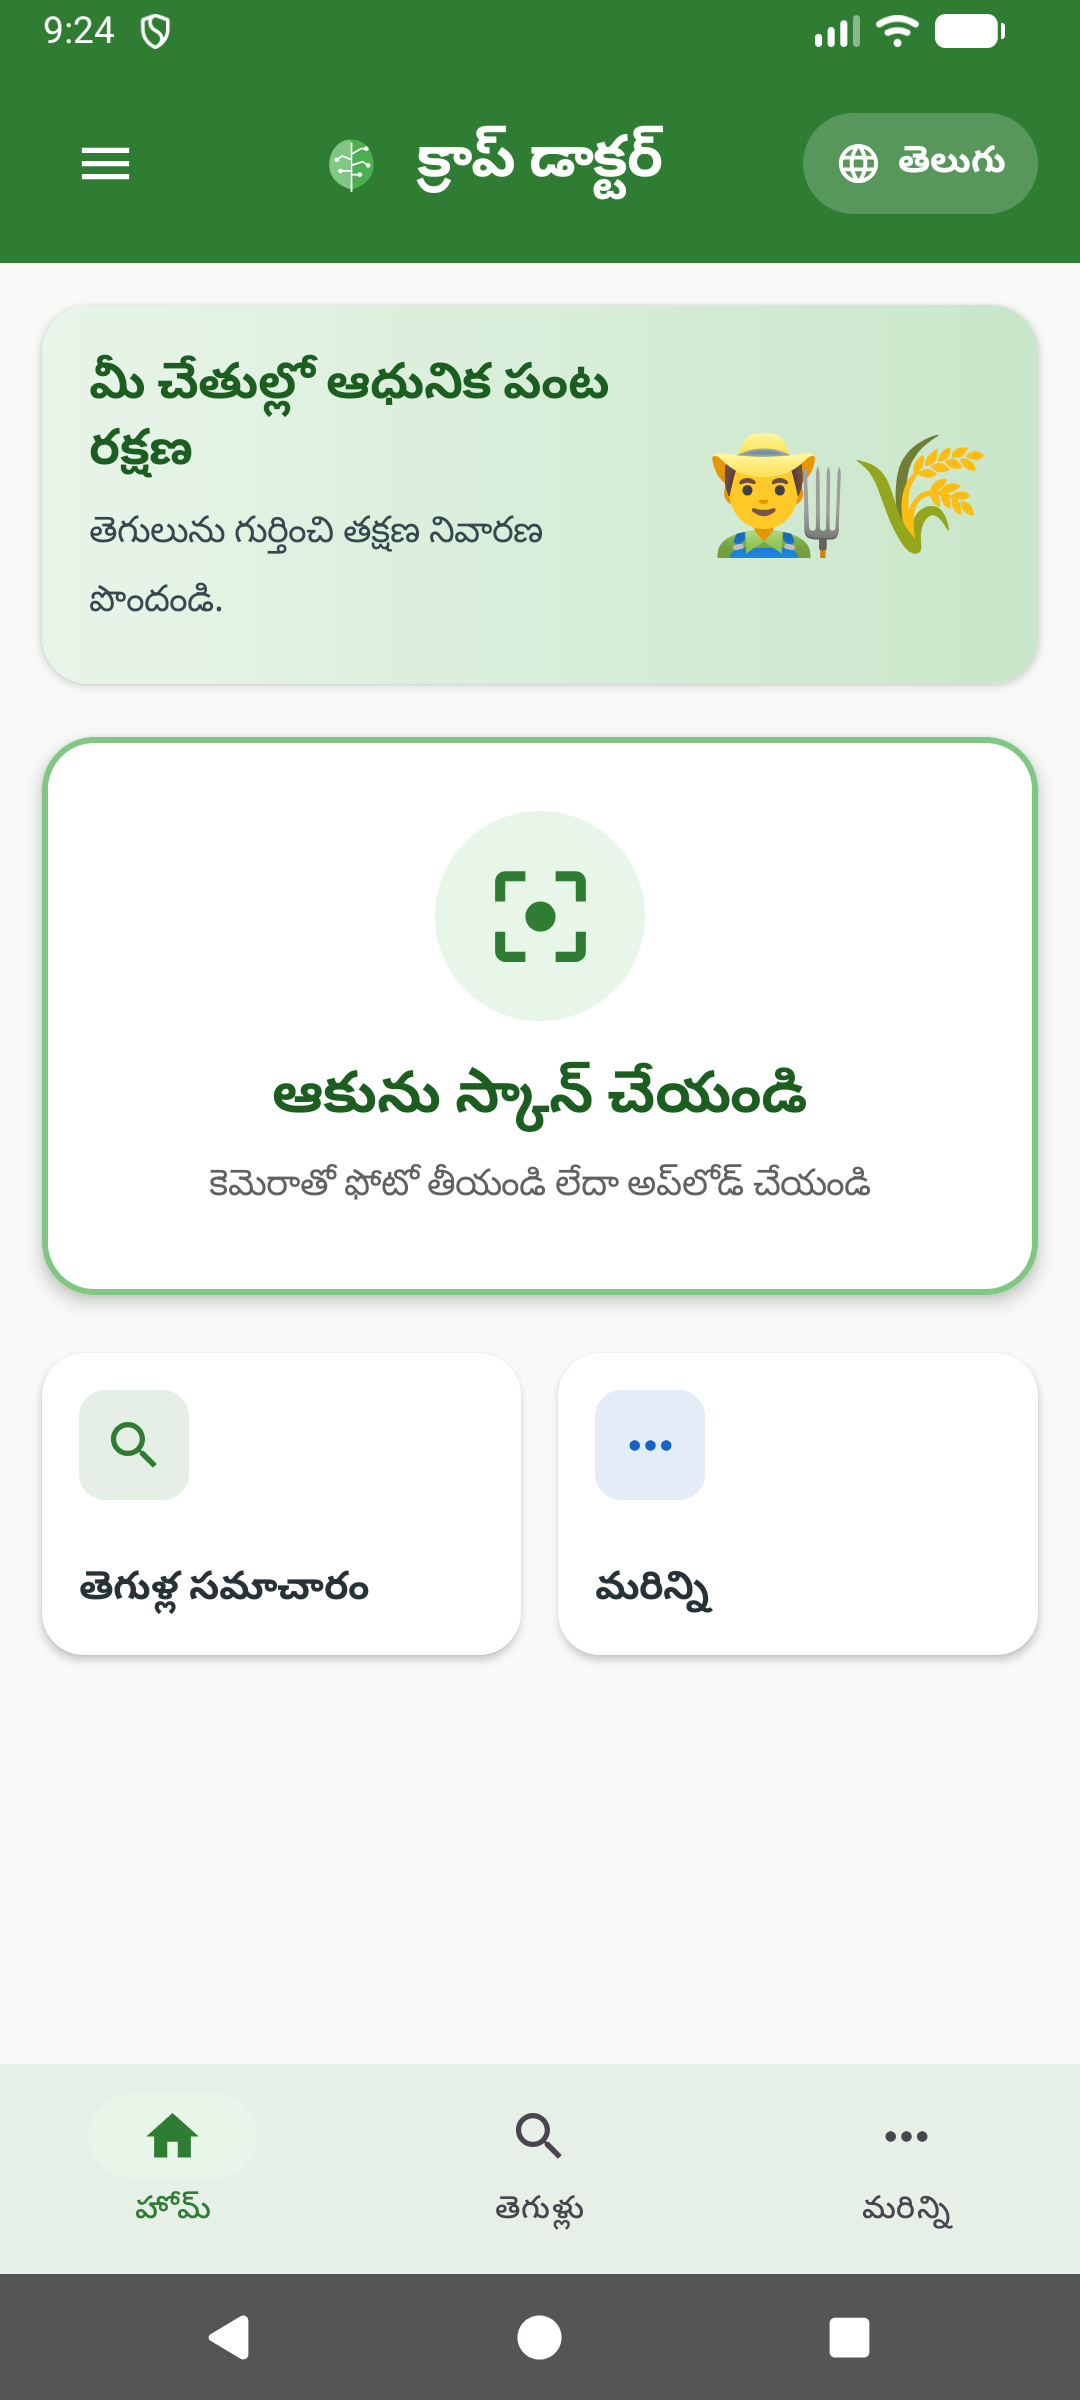 9:24
క్రాప్ డాక్టర్
తెలుగు
మీ చేతుల్లో ఆధునిక పంట
రక్షణ
తెగులును గుర్తించి తక్షణ నివారణ
పొందండి.
ఆకును స్కాన్ చేయండి
కెమెరాతో ఫోటో తీయండి లేదా అప్‌లోడ్ చేయండి
తెగుళ్ల సమాచారం
మరిన్ని
హోమ్
తెగుళ్లు
మరిన్ని